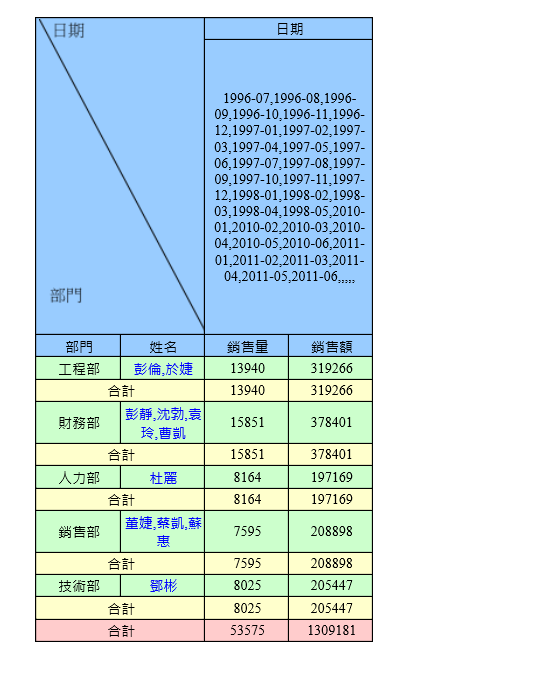 日期
日期
1996-07,1996-08,1996-
09,1996-10,1996-11,1996-
12,1997-01,1997-02,1997-
03,1997-04,1997-05,1997-
06,1997-07,1997-08,1997-
09,1997-10,1997-11,1997-
12,1998-01,1998-02,1998-
03,1998-04,1998-05,2010-
01,2010-02,2010-03,2010-
04,2010-05,2010-06,2011-
01,2011-02,2011-03,2011-
04,2011-05,2011-06,,,,,
部門
部門 姓名 銷售量 銷售額
工程部 彭倫,於婕 13940 319266
合計 13940 319266
財務部 彭靜,沈勃,袁 15851 378401
玲,曹凱
合計 15851 378401
人力部 杜麗 8164 197169
合計 8164 197169
銷售部 董婕,蔡凱,蘇 7595 208898
惠
合計 7595 208898
技術部 鄧彬 8025 205447
合計 8025 205447
合計 53575 1309181